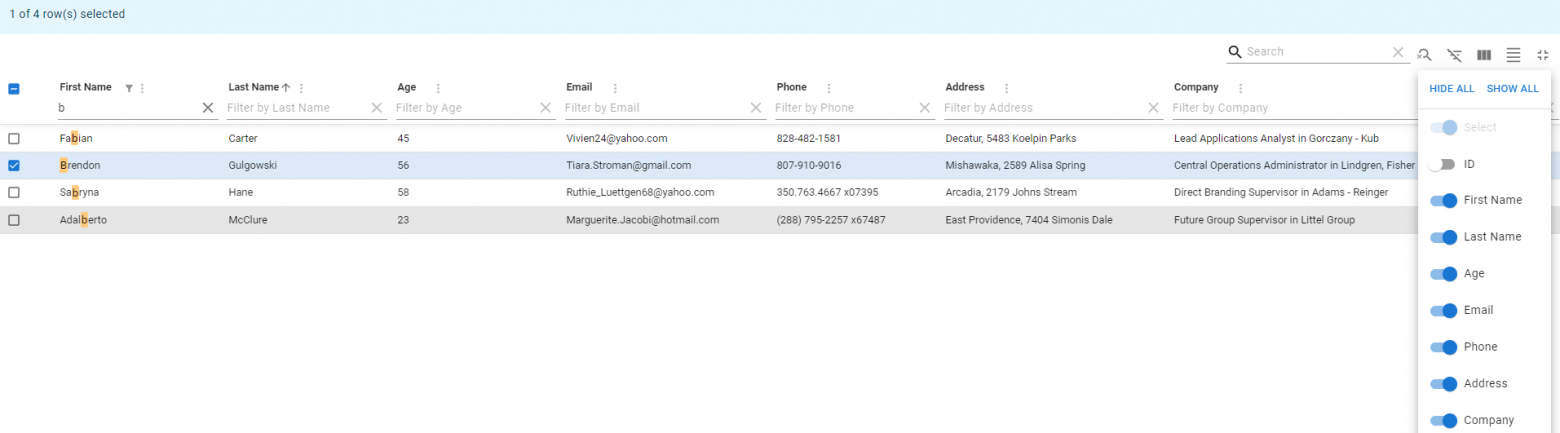 1 of 4 row(s) selected
Search
First Name Last Name Age Email Phone Address Company
b Filter by Last Name Filter by Age Filter by Email Filter by Phone Filter by Address Filter by Company
Fabian Carter 45 Vivien24@yahoo.com 828-482-1581 Decatur, 5483 Koelpin Parks Lead Applications Analyst in Gorczany - Kub
Brendon Gulgowski 56 Tiara.Stroman@gmail.com 807-910-9016 Mishawaka, 2589 Alisa Spring Central Operations Administrator in Lindgren, Fisher
Sabryna Hane 58 Ruthie_Luettgen68@yahoo.com 350.763.4667 x07395 Arcadia, 2179 Johns Stream Direct Branding Supervisor in Adams - Reinger
Adalberto McClure 23 Marguerite.Jacobi@hotmail.com (288) 795-2257 x67487 East Providence, 7404 Simonis Dale Future Group Supervisor in Littel Group
HIDE ALL SHOW ALL
Select
ID
First Name
Last Name
Age
Email
Phone
Address
Company